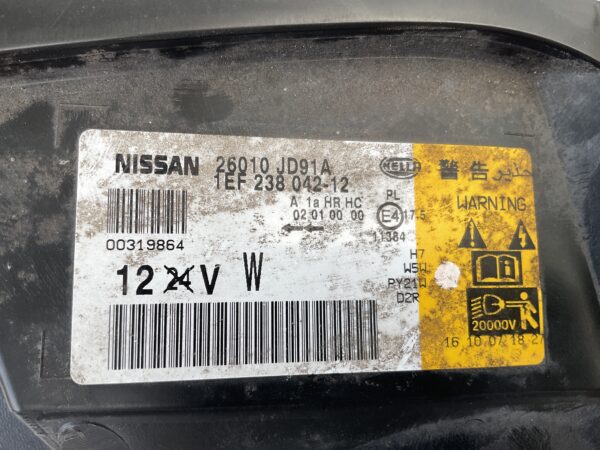 NISSAN 26010 JD91A
1EF 238 042-12
HELLA
警告 تحذير
A 1a HR HC
02 01 00 00
PL
E4 17.5
11384
WARNING
00319864
12 24 V W
H7
W5W
PY21W
D2R
20000V
16 10 07 18 27